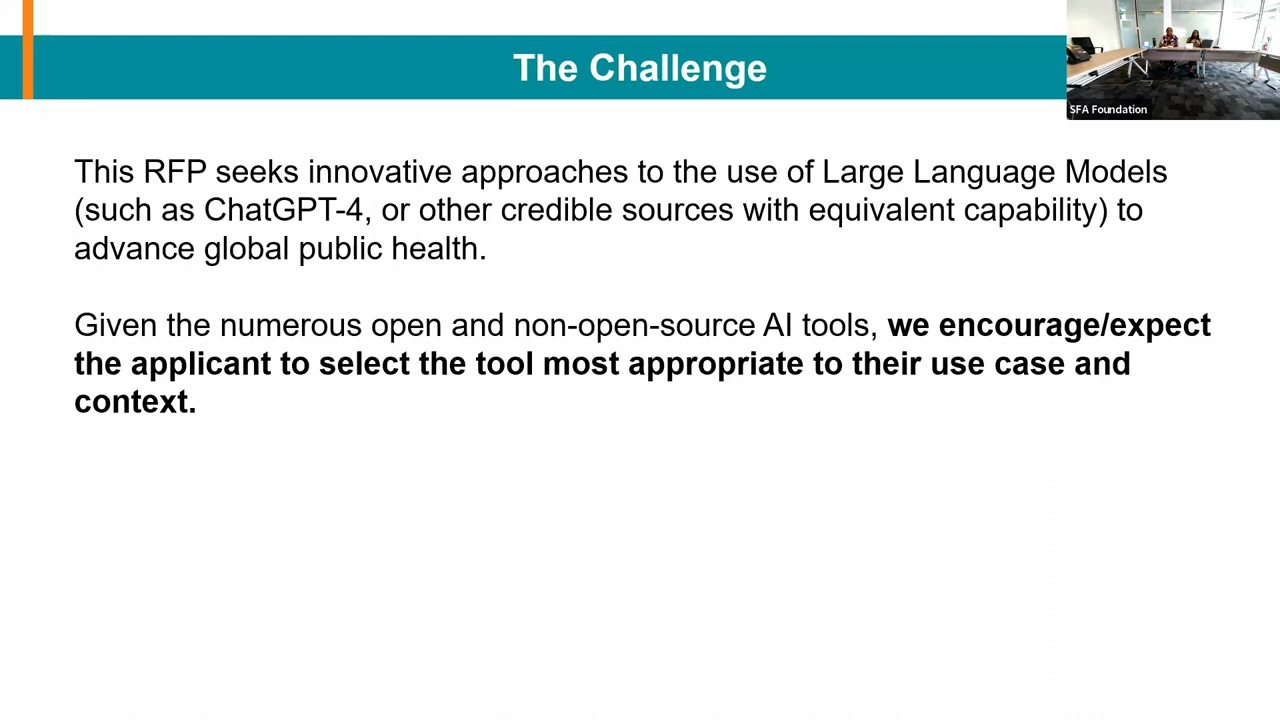 The Challenge
SFA Foundation
This RFP seeks innovative approaches to the use of Large Language Models
(such as ChatGPT-4, or other credible sources with equivalent capability) to
advance global public health.
Given the numerous open and non-open-source AI tools, we encourage/expect
the applicant to select the tool most appropriate to their use case and
context.